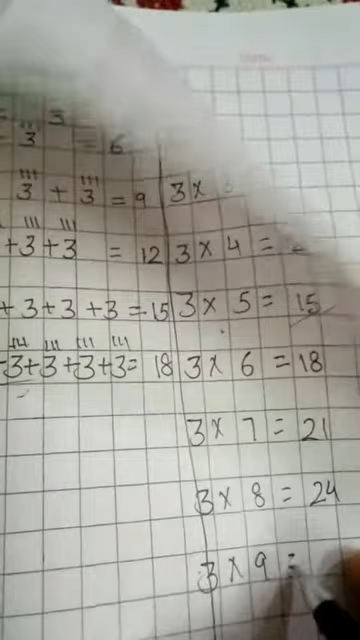 3 = 6
3 + 3 = 9 3 ×
+ 3 + 3 = 12 3 × 4 =
+ 3 + 3 + 3 = 15 3 × 5 = 15
3 + 3 + 3 + 3 = 18 3 × 6 = 18
3 × 7 = 21
3 × 8 = 24
3 × 9 =